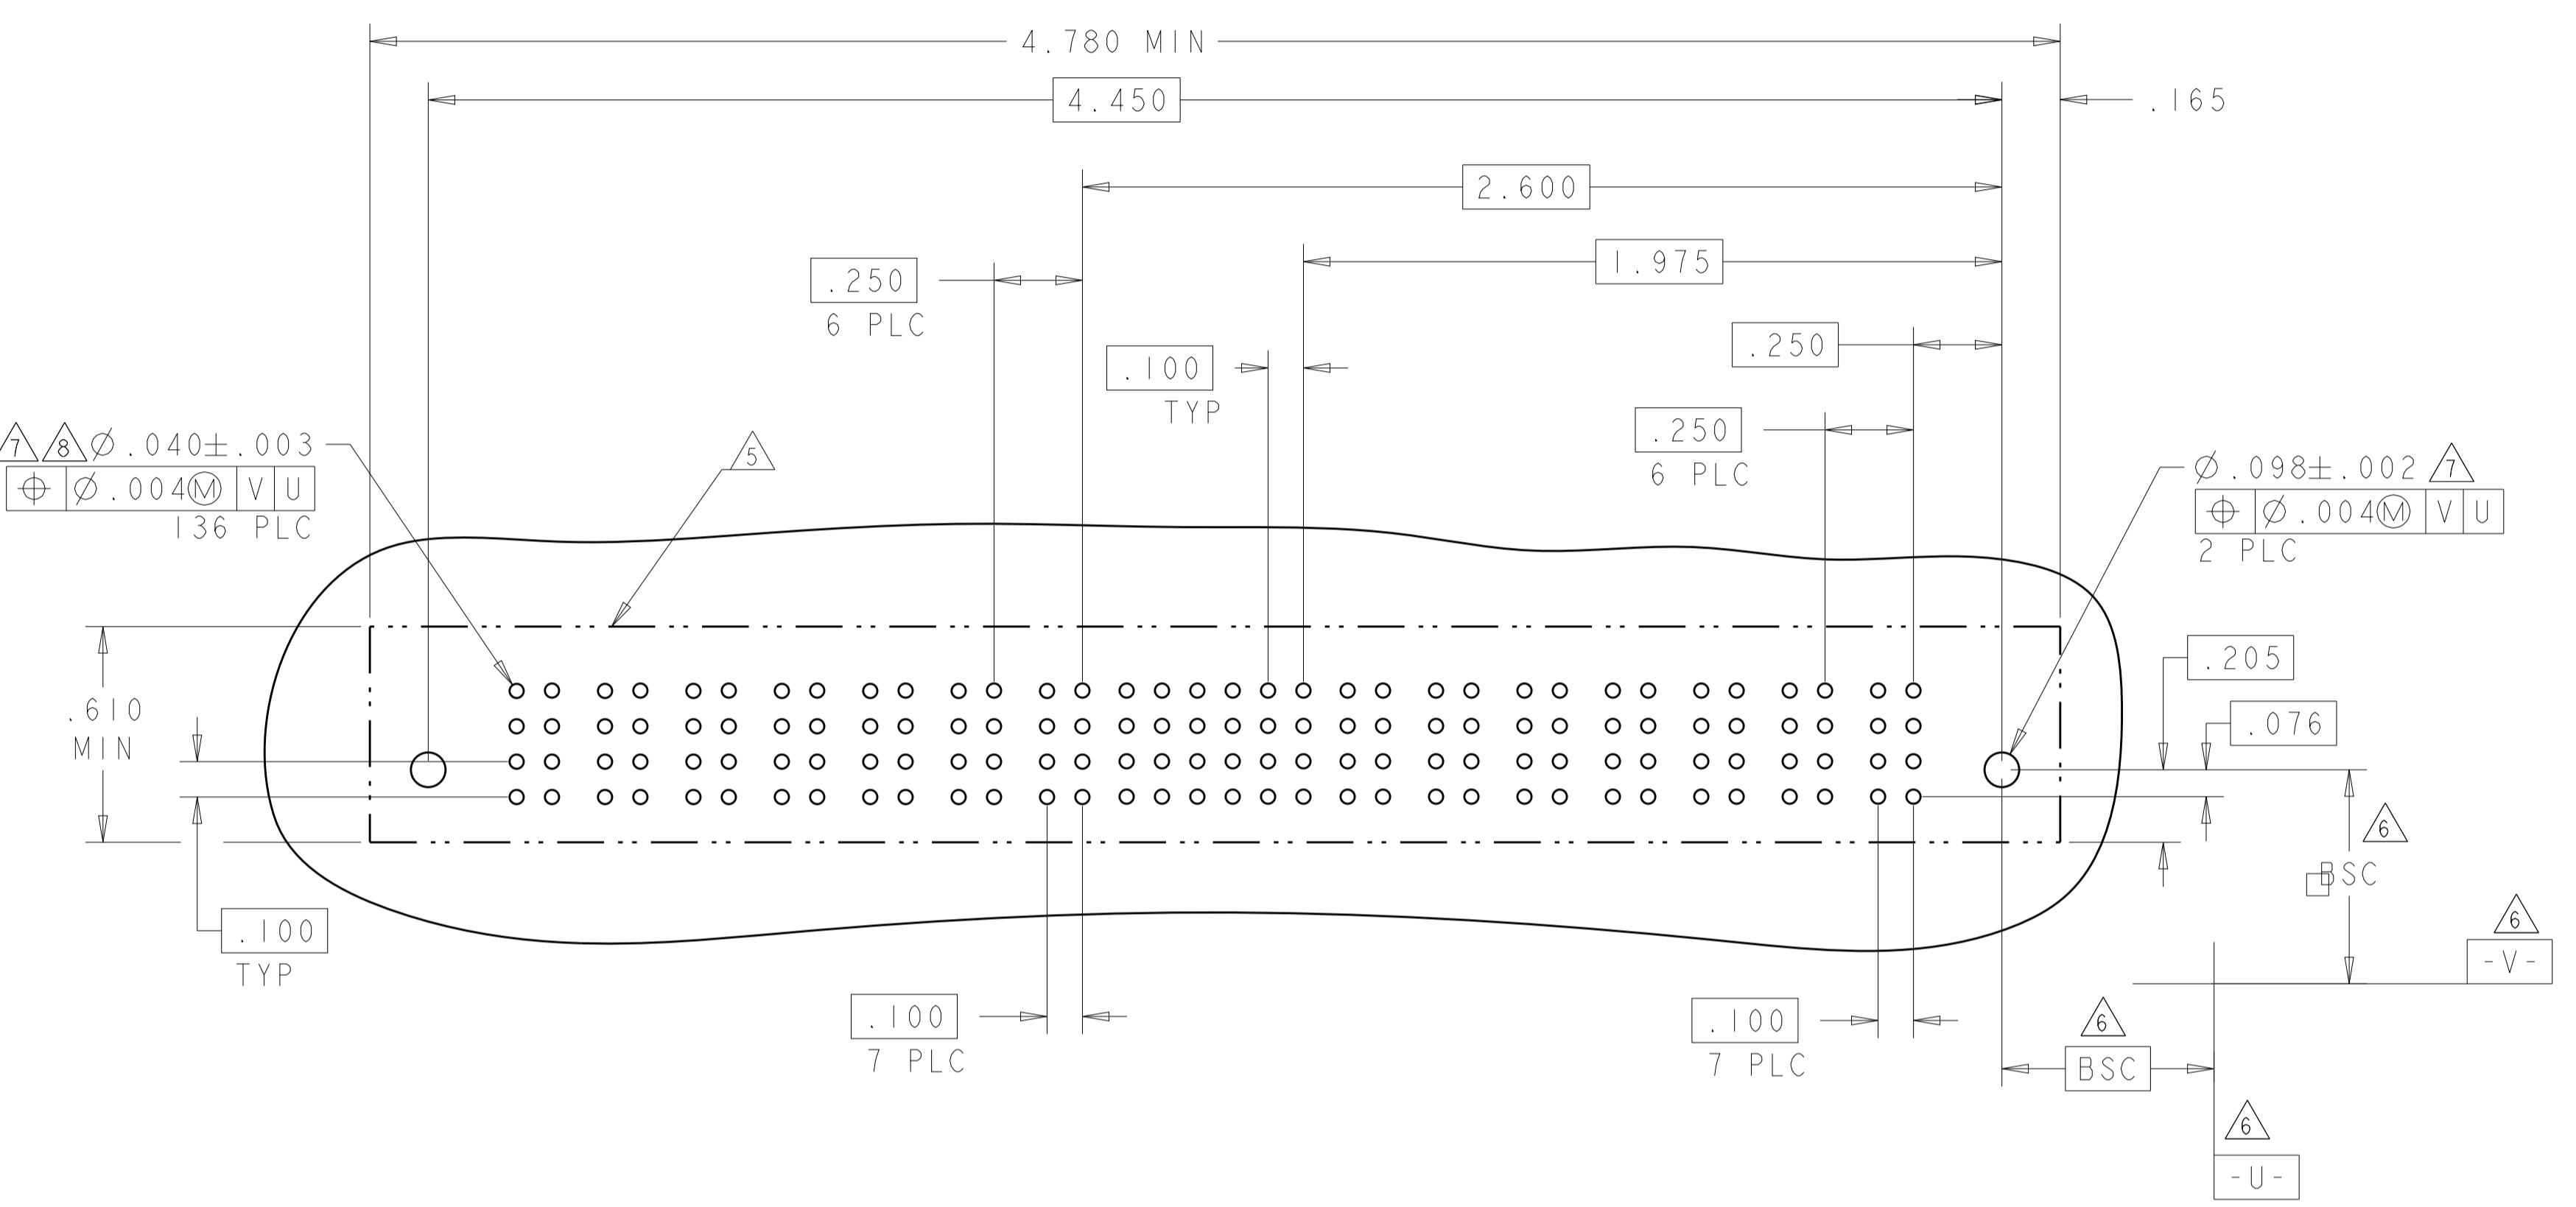 4.780 MIN
4.450
.165
2.600
1.975
.250
6 PLC
.250
.100
TYP
.250
6 PLC
7 8 Ø.040±.003
⌖ Ø.004Ⓜ V U
136 PLC
5
Ø.098±.002 7
⌖ Ø.004Ⓜ V U
2 PLC
.205
.610
MIN
.076
6
BSC
6
-V-
.100
TYP
.100
7 PLC
.100
7 PLC
6
BSC
6
-U-